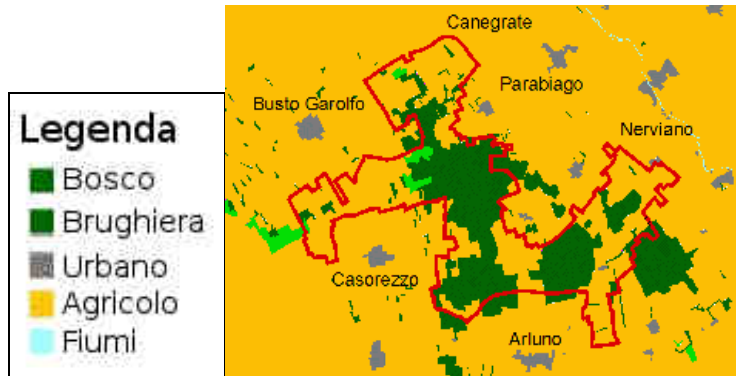 Legenda
Bosco
Brughiera
Urbano
Agricolo
Fiumi
Canegrate
Parabiago
Busto Garolfo
Nerviano
Casorezzo
Arluno